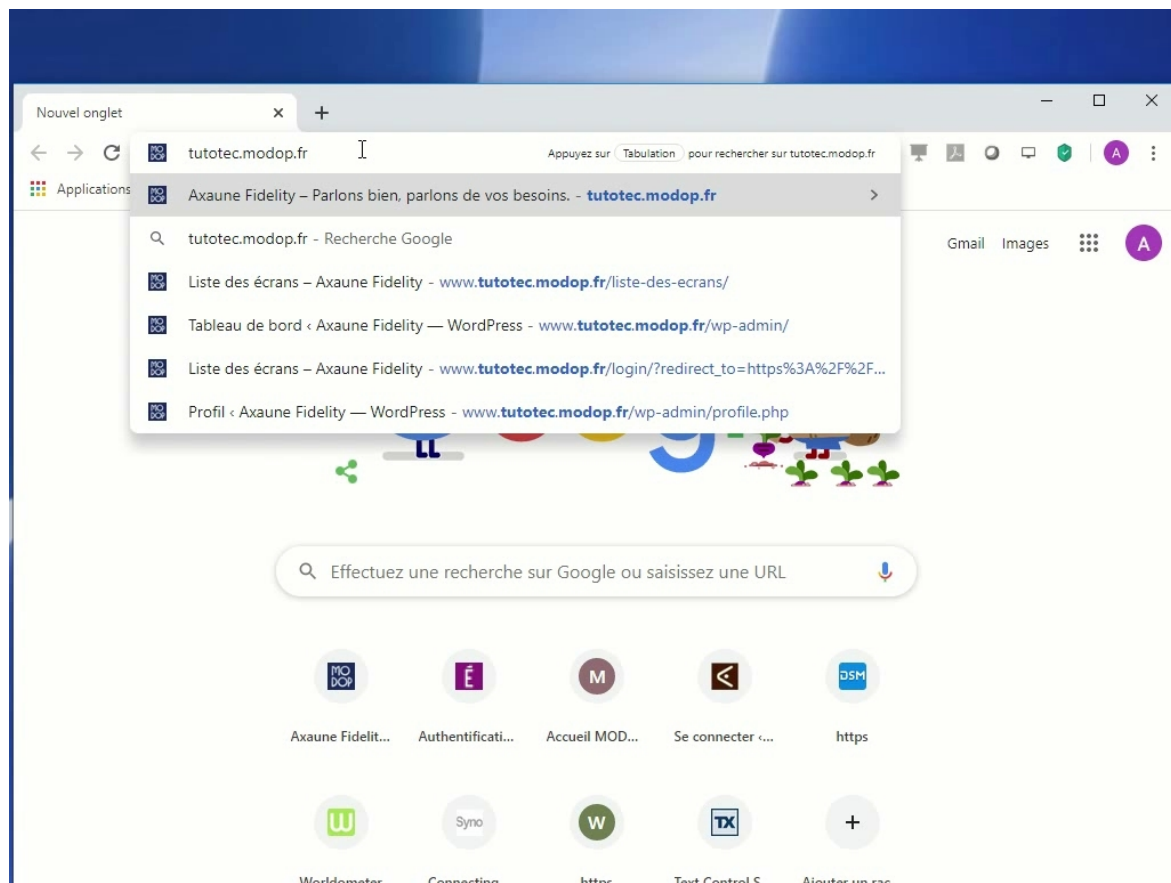 Nouvel onglet
tutotec.modop.fr
Appuyez sur Tabulation pour rechercher sur tutotec.modop.fr
A
Applications
Axaune Fidelity – Parlons bien, parlons de vos besoins. - tutotec.modop.fr
tutotec.modop.fr - Recherche Google
Gmail Images
A
Liste des écrans – Axaune Fidelity - www.tutotec.modop.fr/liste-des-ecrans/
Tableau de bord ‹ Axaune Fidelity — WordPress - www.tutotec.modop.fr/wp-admin/
Liste des écrans – Axaune Fidelity - www.tutotec.modop.fr/login/?redirect_to=https%3A%2F%2F...
Profil ‹ Axaune Fidelity — WordPress - www.tutotec.modop.fr/wp-admin/profile.php
Effectuez une recherche sur Google ou saisissez une URL
MO DOP
É
M
DSM
Axaune Fidelit...
Authentificati...
Accueil MOD...
Se connecter ‹...
https
Syno
W
TX
Worldometer
Connecting
https
Text Control S
Ajouter un rac